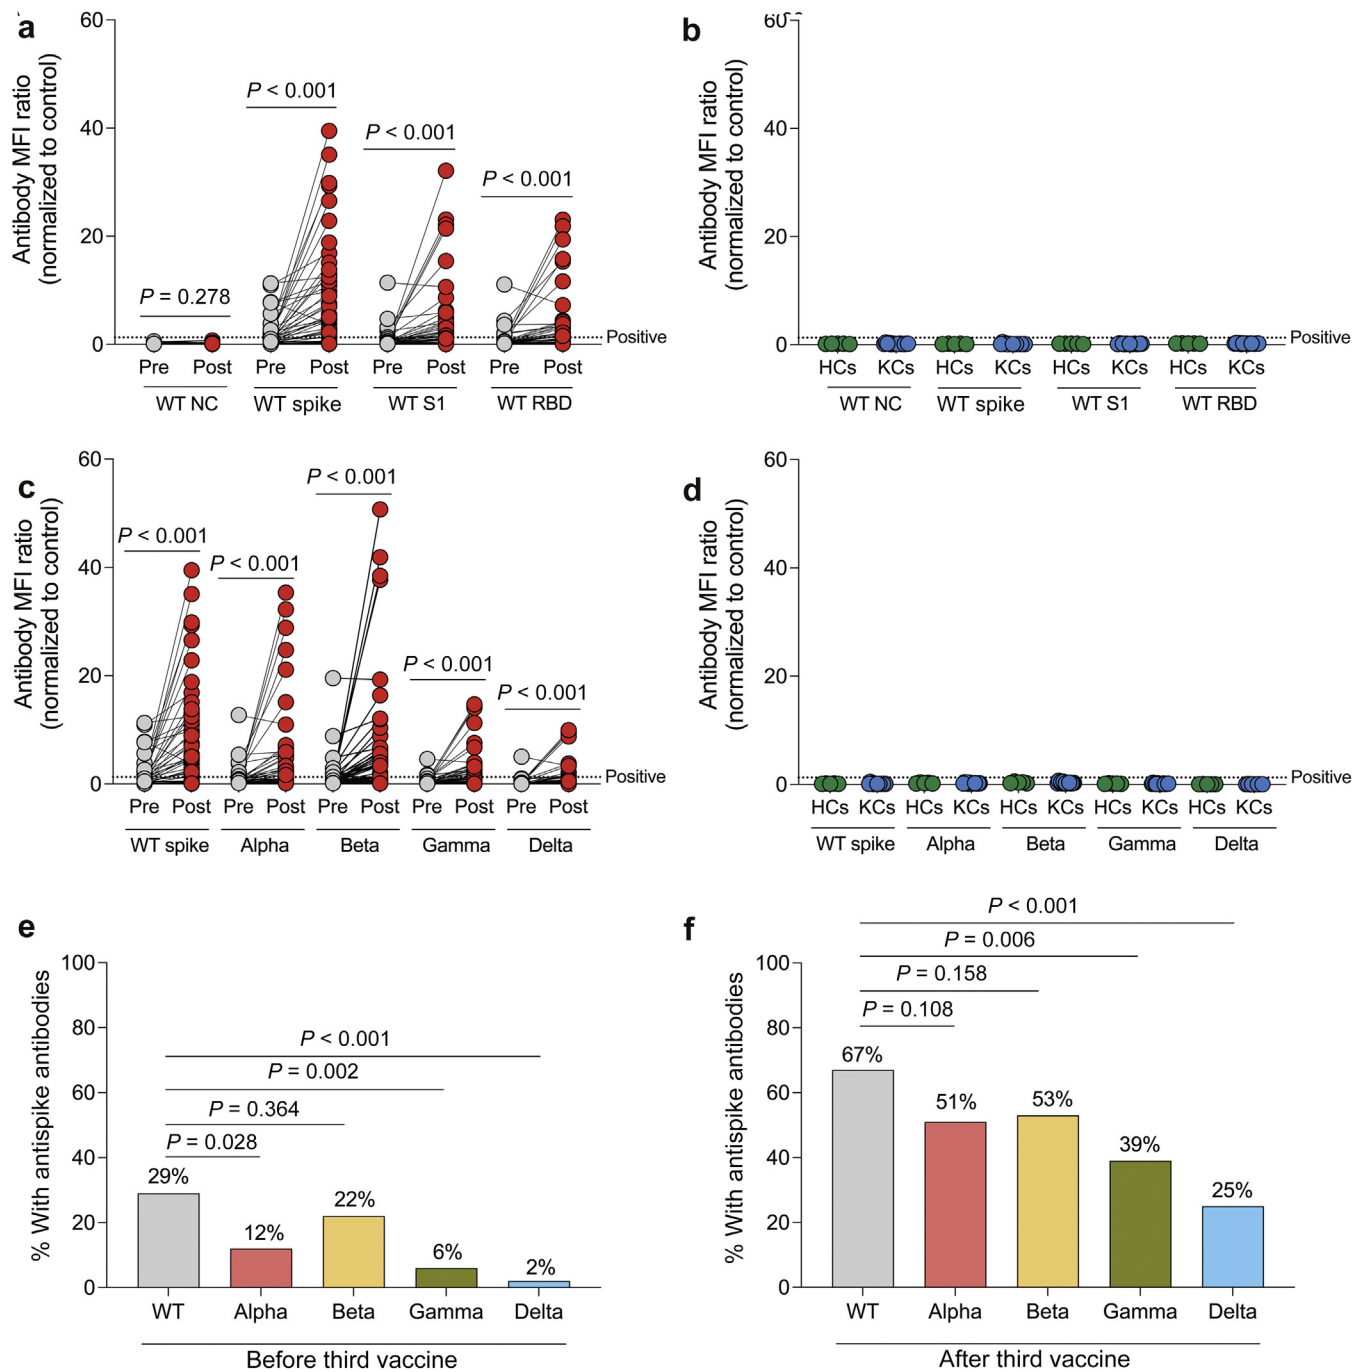 a
60
40
20
0
Antibody MFI ratio
(normalized to control)
P = 0.278
P < 0.001
P < 0.001
P < 0.001
Positive
Pre Post Pre Post Pre Post Pre Post
WT NC WT spike WT S1 WT RBD
b
60
40
20
0
Antibody MFI ratio
(normalized to control)
Positive
HCs KCs HCs KCs HCs KCs HCs KCs
WT NC WT spike WT S1 WT RBD
c
60
40
20
0
Antibody MFI ratio
(normalized to control)
P < 0.001
P < 0.001
P < 0.001
P < 0.001
P < 0.001
Positive
Pre Post Pre Post Pre Post Pre Post Pre Post
WT spike Alpha Beta Gamma Delta
d
60
40
20
0
Antibody MFI ratio
(normalized to control)
Positive
HCs KCs HCs KCs HCs KCs HCs KCs HCs KCs
WT spike Alpha Beta Gamma Delta
e
100
80
60
40
20
0
% With antispike antibodies
P < 0.001
P = 0.002
P = 0.364
P = 0.028
29%
12%
22%
6%
2%
WT Alpha Beta Gamma Delta
Before third vaccine
f
100
80
60
40
20
0
% With antispike antibodies
P < 0.001
P = 0.006
P = 0.158
P = 0.108
67%
51%
53%
39%
25%
WT Alpha Beta Gamma Delta
After third vaccine